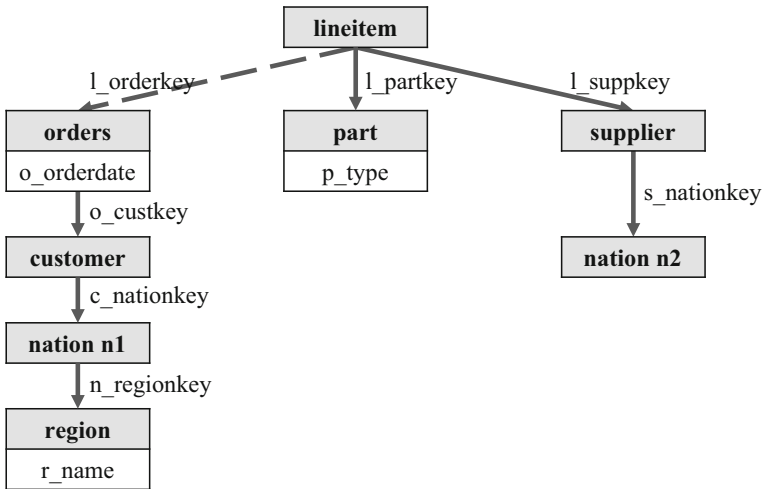 lineitem
l_orderkey
l_partkey
l_suppkey
orders
part
supplier
o_orderdate
p_type
o_custkey
s_nationkey
customer
nation n2
c_nationkey
nation n1
n_regionkey
region
r_name